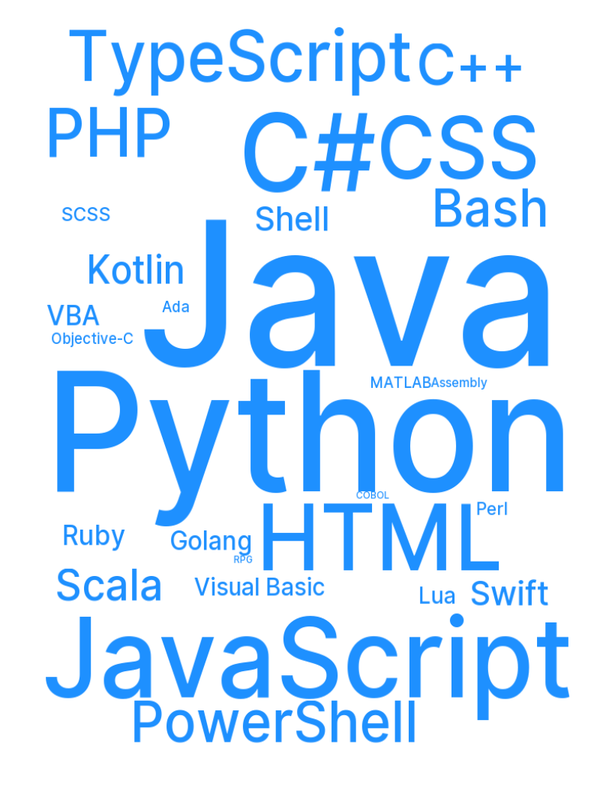 TypeScript C++
PHP C# CSS
SCSS Shell Bash
Kotlin Java
VBA Ada
Objective-C
Python MATLAB Assembly
COBOL
Perl
Ruby Golang HTML
RPG
Scala Visual Basic Lua Swift
JavaScript
PowerShell